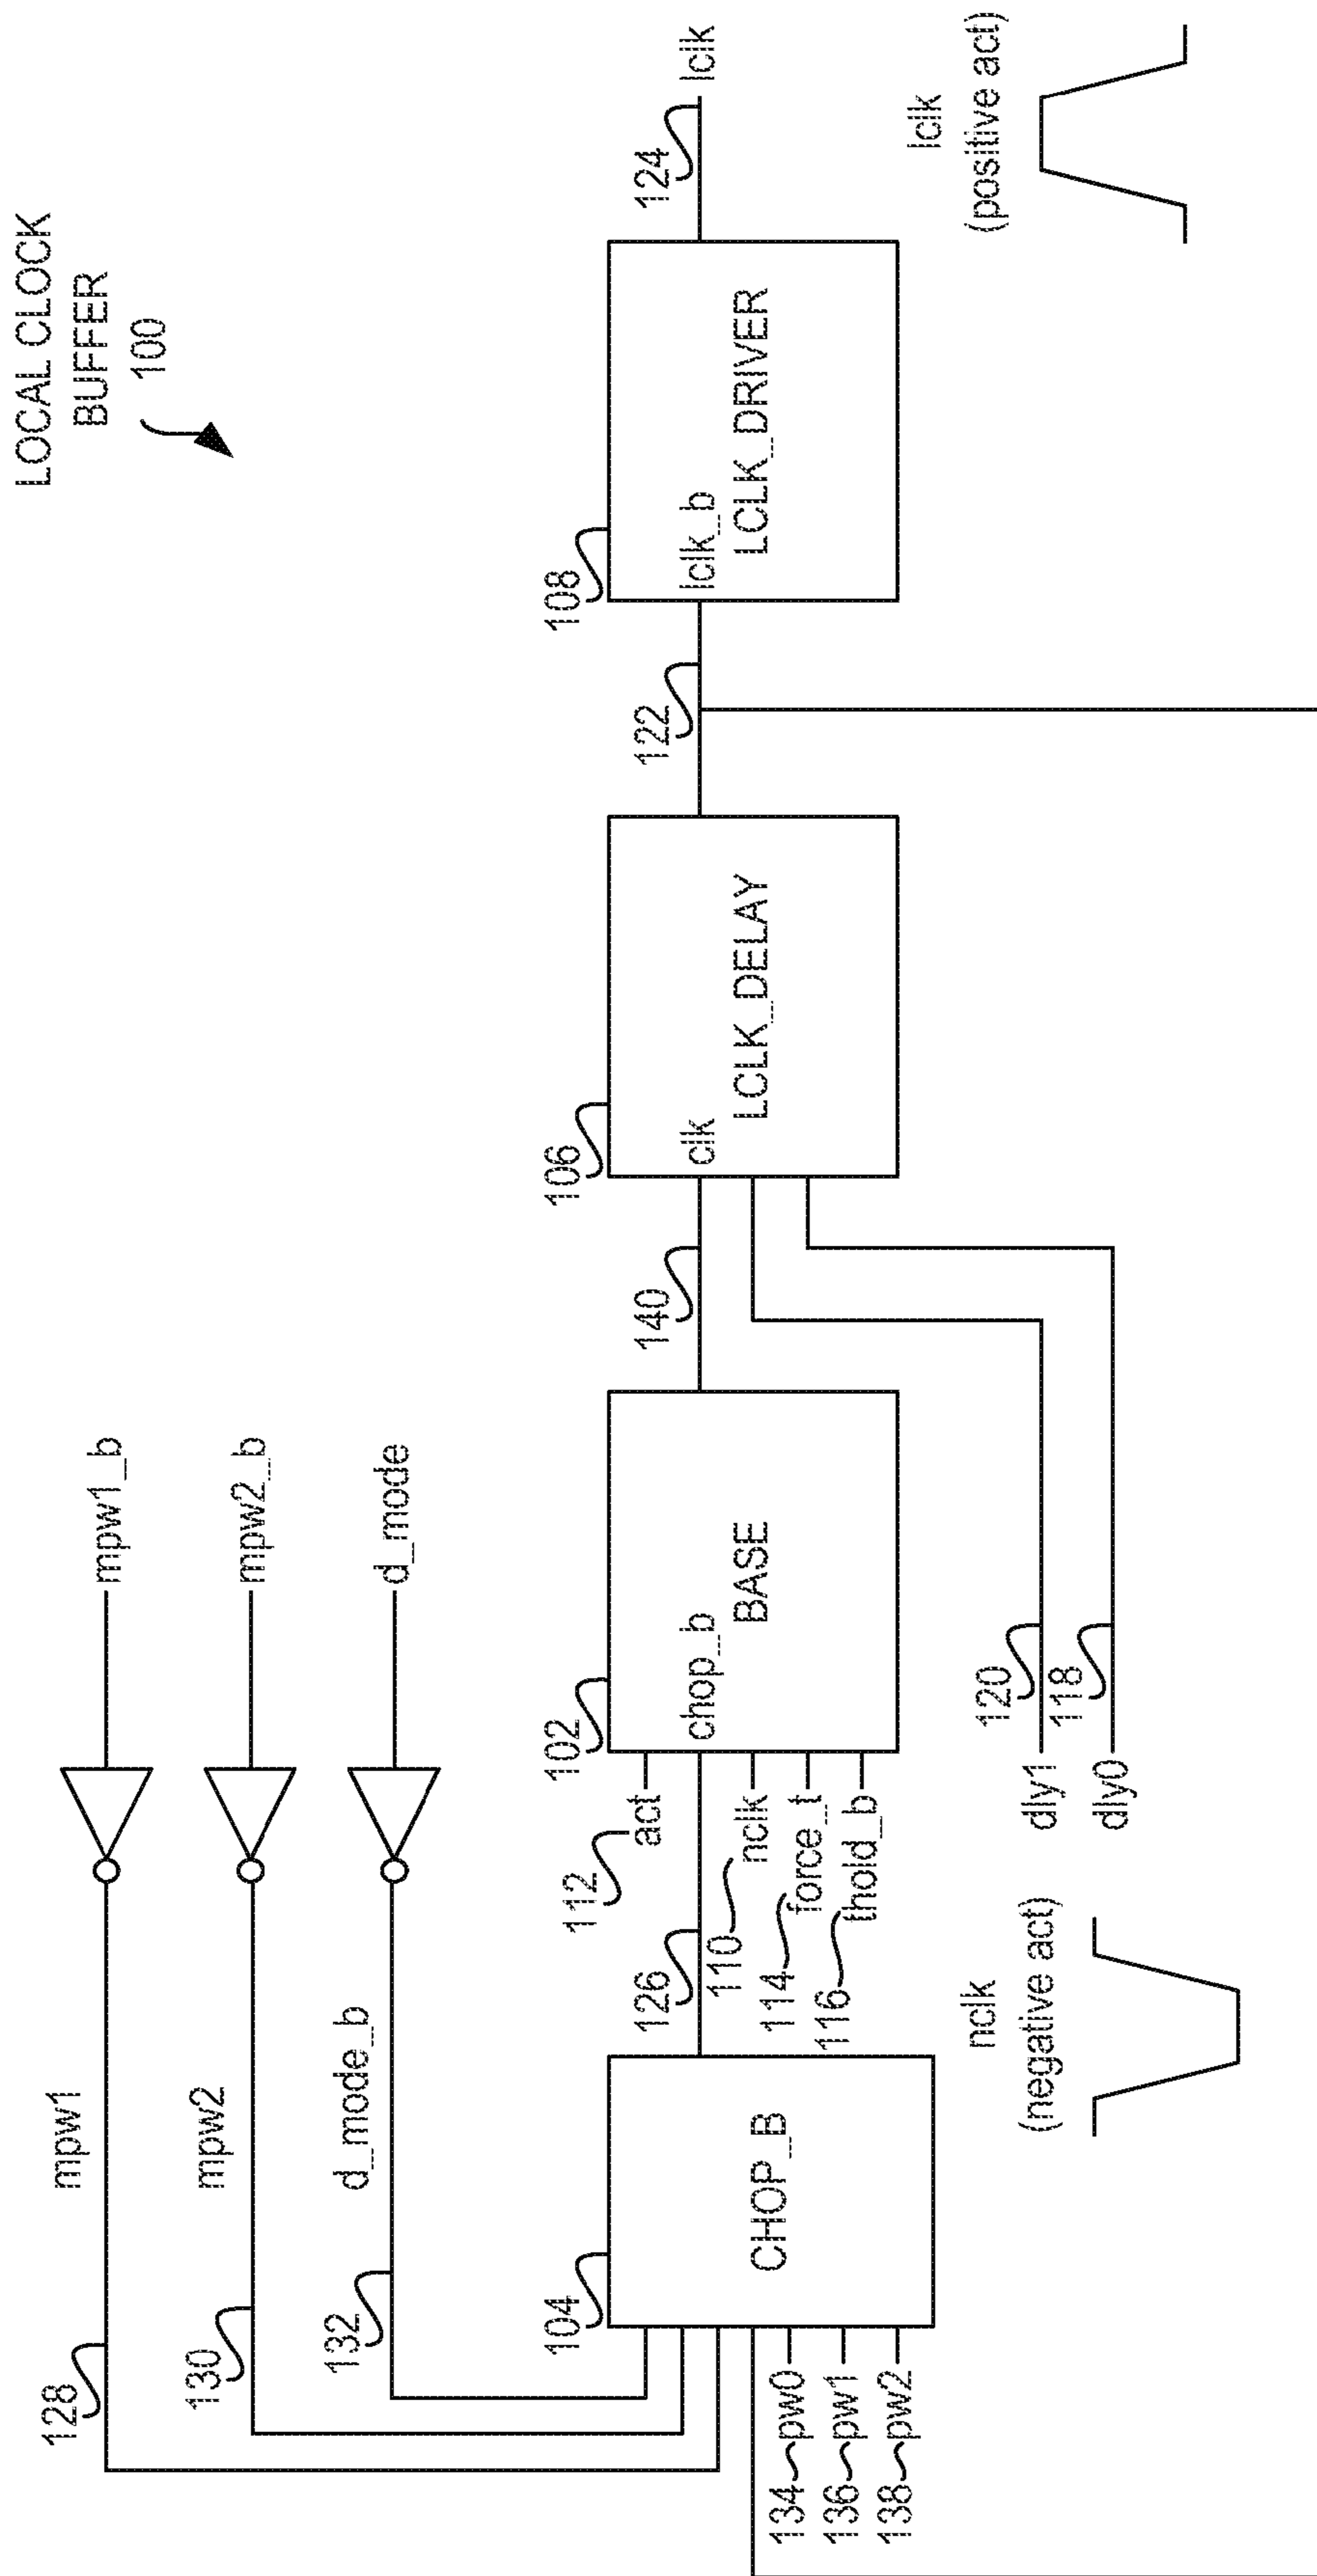 LOCAL CLOCK
BUFFER
100
mpw1
mpw1_b
128
mpw2
mpw2_b
130
d_mode_b
d_mode
132
104
CHOP_B
134 pw0
136 pw1
138 pw2
126
112
act
110
nclk
114
force_t
116
thold_b
102
chop_b
BASE
140
106
clk
LCLK_DELAY
122
108
lclk_b
LCLK_DRIVER
124
lclk
nclk
(negative act)
dly1
120
dly0
118
lclk
(positive act)